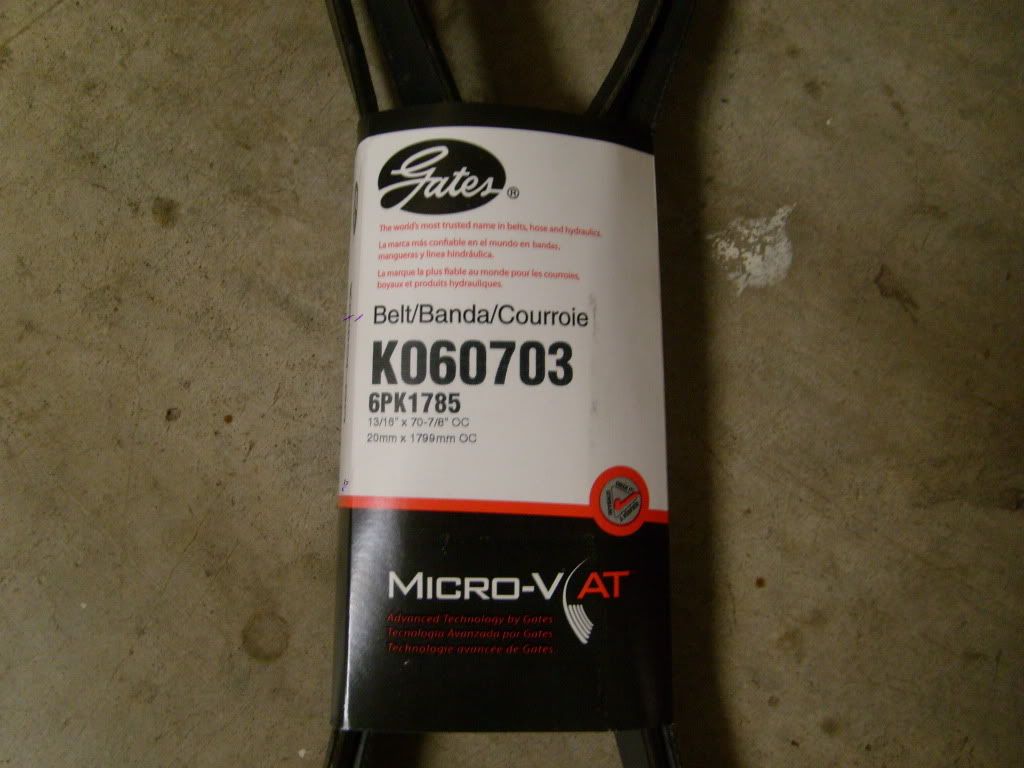 Gates ®
The world's most trusted name in belts, hose and hydraulics.
La marca más confiable en el mundo en bandas,
mangueras y linea hindráulica.
La marque la plus fiable au monde pour les courroies,
boyaux et produits hydrauliques.
Belt/Banda/Courroie
K060703
6PK1785
13/16" x 70-7/8" OC
20mm x 1799mm OC
MICRO-V AT
Advanced Technology by Gates
Tecnología Avanzada por Gates
Technologie avancée de Gates